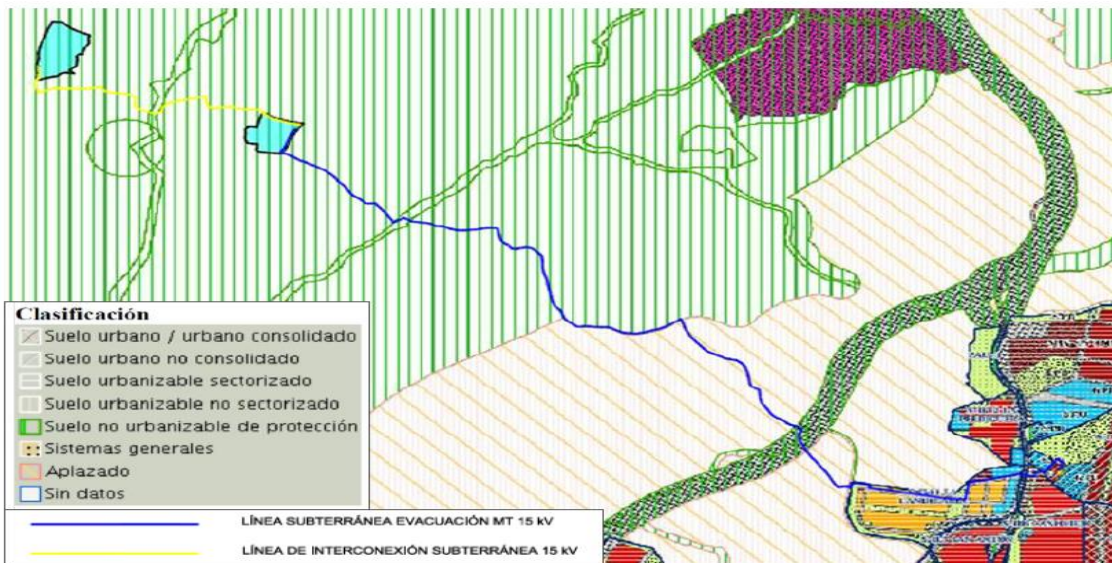 Clasificación
Suelo urbano / urbano consolidado
Suelo urbano no consolidado
Suelo urbanizable sectorizado
Suelo urbanizable no sectorizado
Suelo no urbanizable de protección
Sistemas generales
Aplazado
Sin datos
LÍNEA SUBTERRÁNEA EVACUACIÓN MT 15 kV
LÍNEA DE INTERCONEXIÓN SUBTERRÁNEA 15 kV